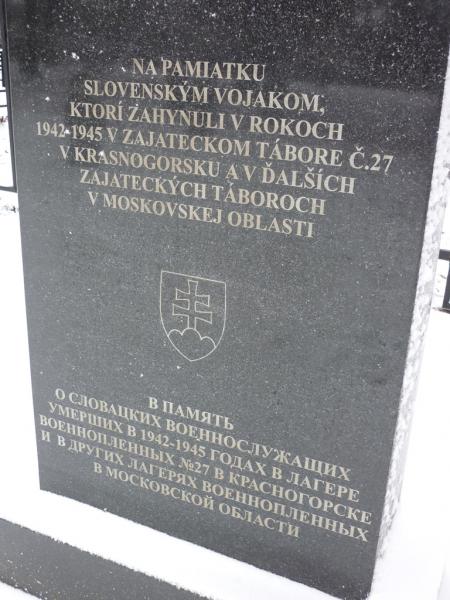 NA PAMIATKU
SLOVENSKÝM VOJAKOM,
KTORÍ ZAHYNULI V ROKOCH
1942-1945 V ZAJATECKOM TÁBORE Č.27
V KRASNOGORSKU A V ĎALŠÍCH
ZAJATECKÝCH TÁBOROCH
V MOSKOVSKEJ OBLASTI
В ПАМЯТЬ
О СЛОВАЦКИХ ВОЕННОСЛУЖАЩИХ
УМЕРШИХ В 1942-1945 ГОДАХ В ЛАГЕРЕ
ВОЕННОПЛЕННЫХ №27 В КРАСНОГОРСКЕ
И В ДРУГИХ ЛАГЕРЯХ ВОЕННОПЛЕННЫХ
В МОСКОВСКОЙ ОБЛАСТИ